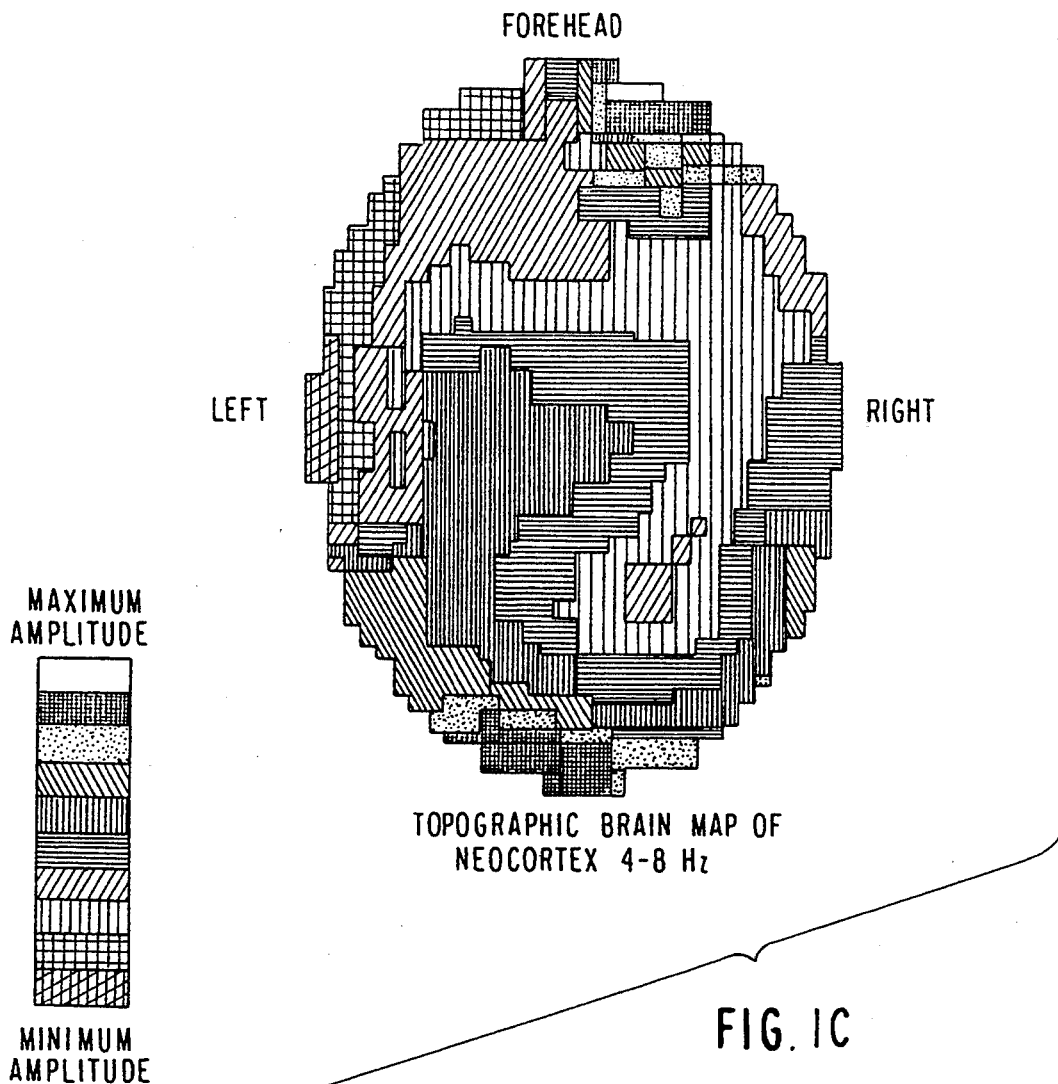 FOREHEAD
LEFT
RIGHT
MAXIMUM
AMPLITUDE
MINIMUM
AMPLITUDE
TOPOGRAPHIC BRAIN MAP OF
NEOCORTEX 4-8 Hz
FIG. 1C